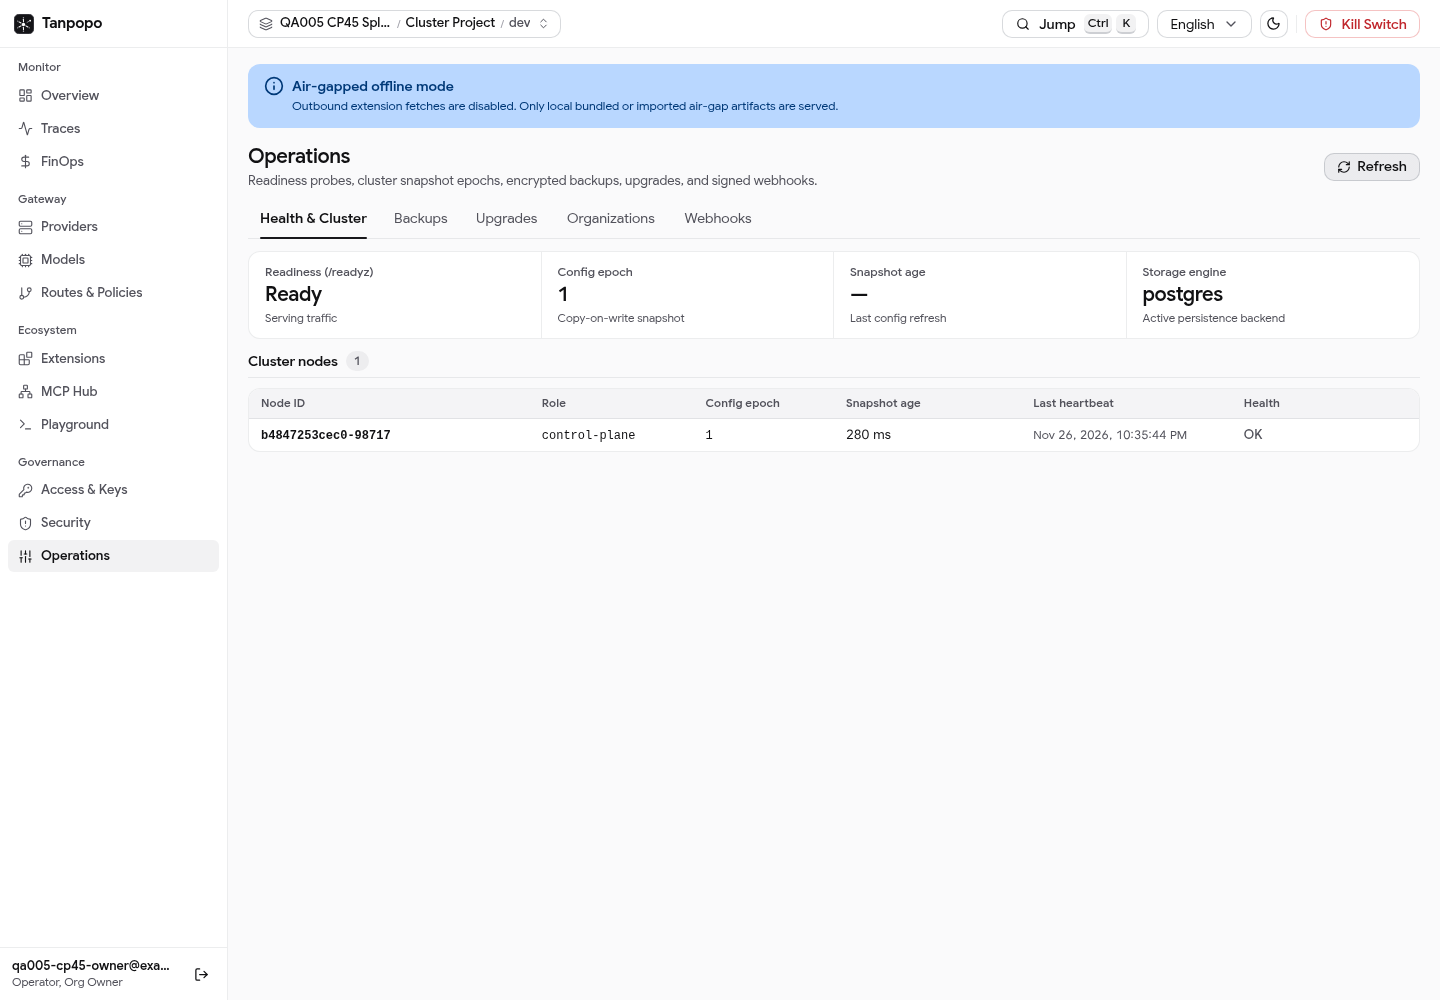 Tanpopo
QA005 CP45 Spl... / Cluster Project / dev
Jump Ctrl K
English
Kill Switch
Monitor
Overview
Traces
FinOps
Gateway
Providers
Models
Routes & Policies
Ecosystem
Extensions
MCP Hub
Playground
Governance
Access & Keys
Security
Operations
qa005-cp45-owner@exa...
Operator, Org Owner
Air-gapped offline mode
Outbound extension fetches are disabled. Only local bundled or imported air-gap artifacts are served.
Operations
Readiness probes, cluster snapshot epochs, encrypted backups, upgrades, and signed webhooks.
Refresh
Health & Cluster Backups Upgrades Organizations Webhooks
Readiness (/readyz)
Ready
Serving traffic
Config epoch
1
Copy-on-write snapshot
Snapshot age
—
Last config refresh
Storage engine
postgres
Active persistence backend
Cluster nodes 1
Node ID Role Config epoch Snapshot age Last heartbeat Health
b4847253cec0-98717 control-plane 1 280 ms Nov 26, 2026, 10:35:44 PM OK